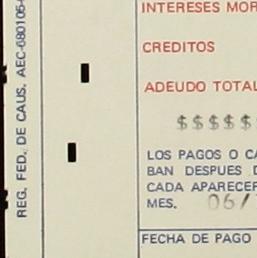 REG. FED. DE CAUS. AEC-680105-
INTERESES MOR
CREDITOS
ADEUDO TOTAL
$$$$$
LOS PAGOS O CA
BAN DESPUES D
CADA APARECER
MES. 06/
FECHA DE PAGO